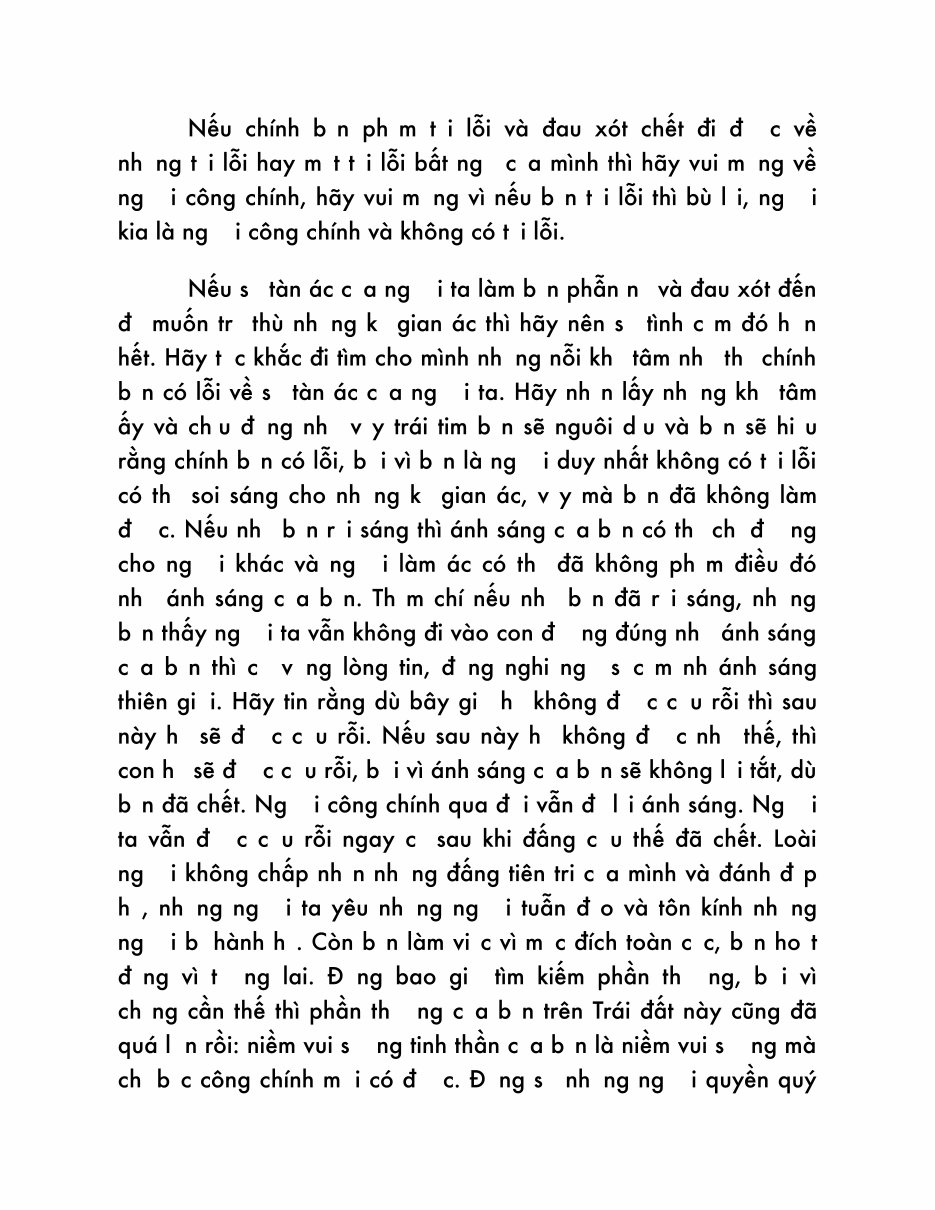 Nếu chính b n ph m t i lỗi và đau xót chết đi đ c về
nh ng t i lỗi hay m t t i lỗi bất ng c a mình thì hãy vui m ng về
ng i công chính, hãy vui m ng vì nếu b n t i lỗi thì bù l i, ng i
kia là ng i công chính và không có t i lỗi.
Nếu s tàn ác c a ng i ta làm b n phẫn n và đau xót đến
đ muốn tr thù nh ng k gian ác thì hãy nên s tình c m đó h n
hết. Hãy t c khắc đi tìm cho mình nh ng nỗi kh tâm nh th chính
b n có lỗi về s tàn ác c a ng i ta. Hãy nh n lấy nh ng kh tâm
ấy và ch u đ ng nh v y trái tim b n sẽ nguôi d u và b n sẽ hi u
rằng chính b n có lỗi, b i vì b n là ng i duy nhất không có t i lỗi
có th soi sáng cho nh ng k gian ác, v y mà b n đã không làm
đ c. Nếu nh b n r i sáng thì ánh sáng c a b n có th ch đ ng
cho ng i khác và ng i làm ác có th đã không ph m điều đó
nh ánh sáng c a b n. Th m chí nếu nh b n đã r i sáng, nh ng
b n thấy ng i ta vẫn không đi vào con đ ng đúng nh ánh sáng
c a b n thì c v ng lòng tin, đ ng nghi ng s c m nh ánh sáng
thiên gi i. Hãy tin rằng dù bây gi h không đ c c u rỗi thì sau
này h sẽ đ c c u rỗi. Nếu sau này h không đ c nh thế, thì
con h sẽ đ c c u rỗi, b i vì ánh sáng c a b n sẽ không l i tắt, dù
b n đã chết. Ng i công chính qua đ i vẫn đ l i ánh sáng. Ng i
ta vẫn đ c c u rỗi ngay c sau khi đấng c u thế đã chết. Loài
ng i không chấp nh n nh ng đấng tiên tri c a mình và đánh đ p
h , nh ng ng i ta yêu nh ng ng i tuẫn đ o và tôn kính nh ng
ng i b hành h . Còn b n làm vi c vì m c đích toàn c c, b n ho t
đ ng vì t ng lai. Đ ng bao gi tìm kiếm phần th ng, b i vì
ch ng cần thế thì phần th ng c a b n trên Trái đất này cũng đã
quá l n rồi: niềm vui s ng tinh thần c a b n là niềm vui s ng mà
ch b c công chính m i có đ c. Đ ng s nh ng ng i quyền quý